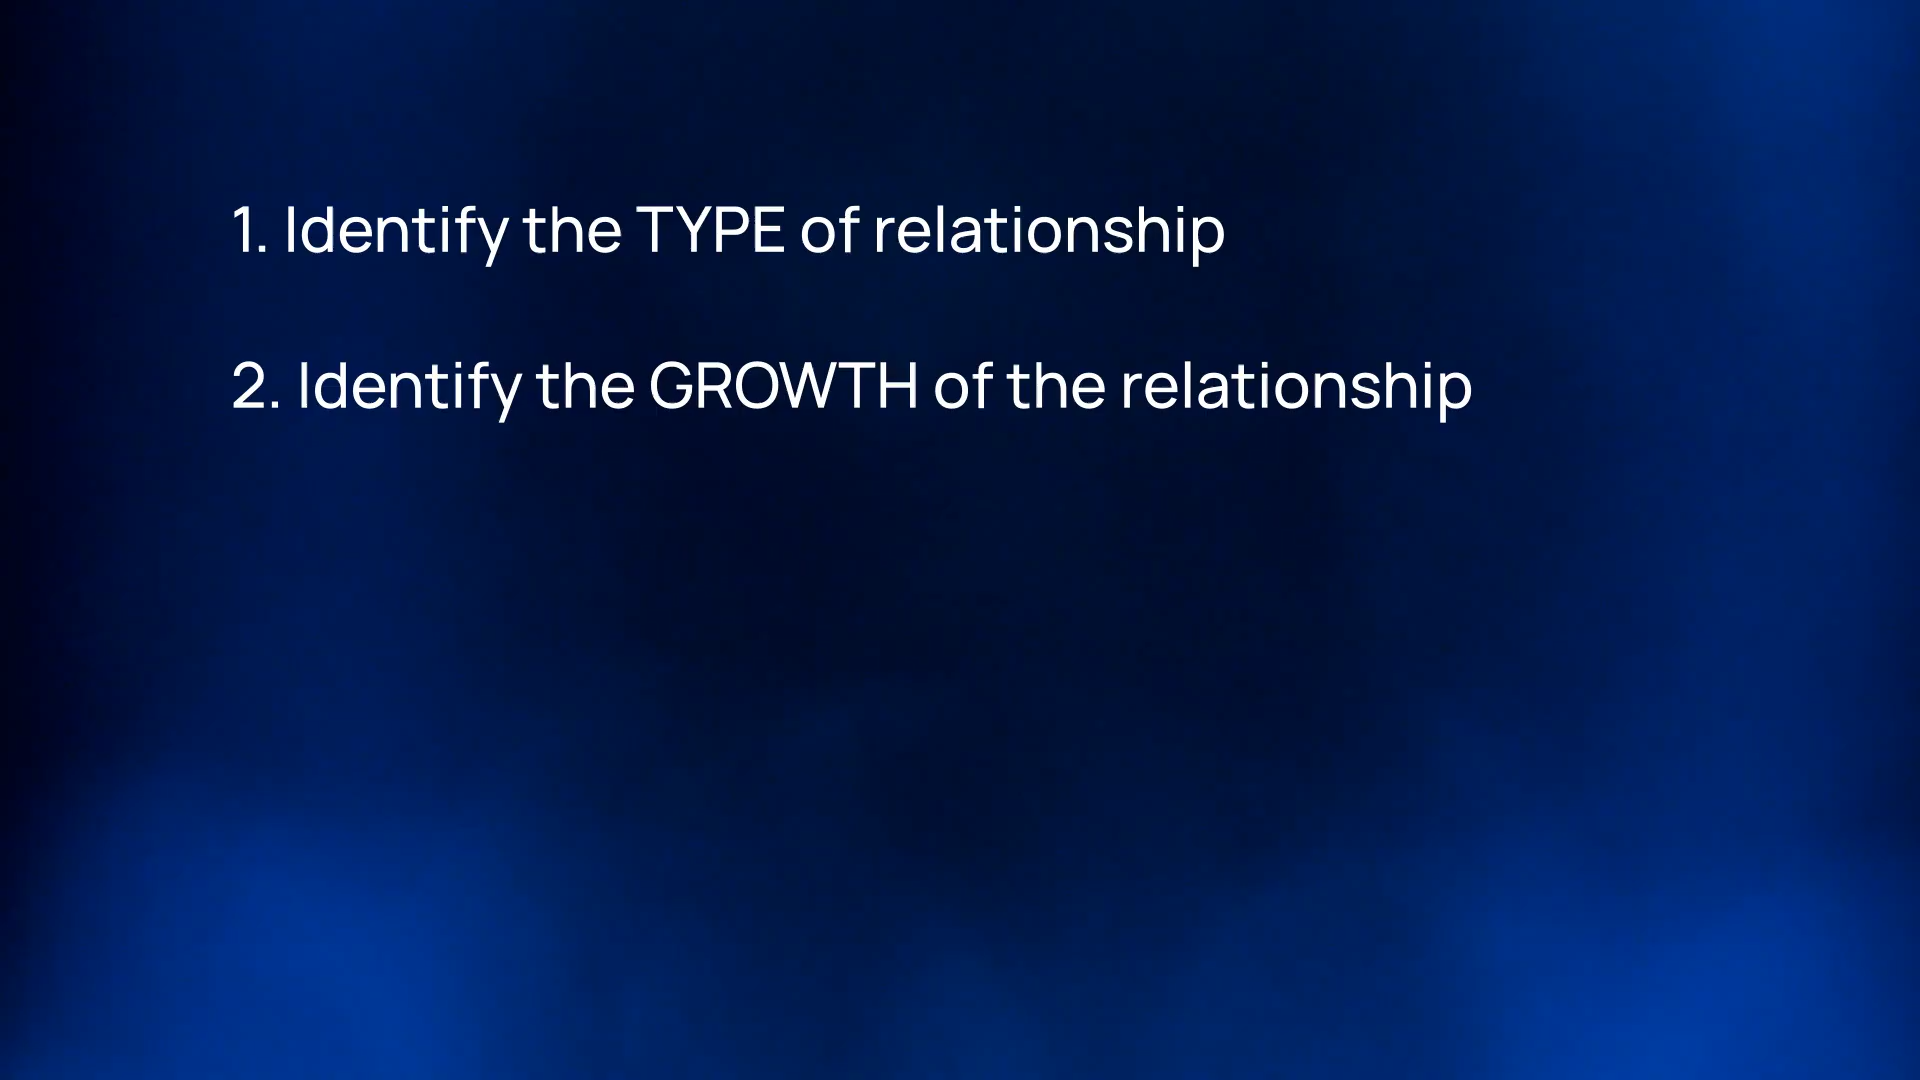 1. Identify the TYPE of relationship
2. Identify the GROWTH of the relationship